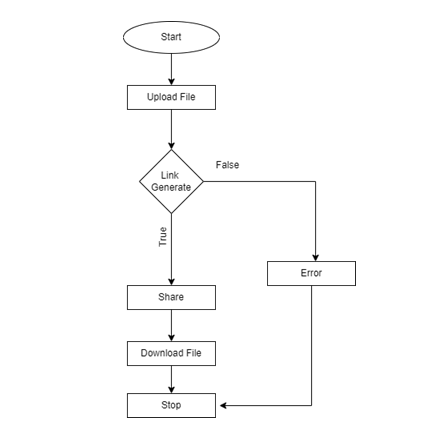 Start
Upload File
Link
Generate
False
True
Error
Share
Download File
Stop